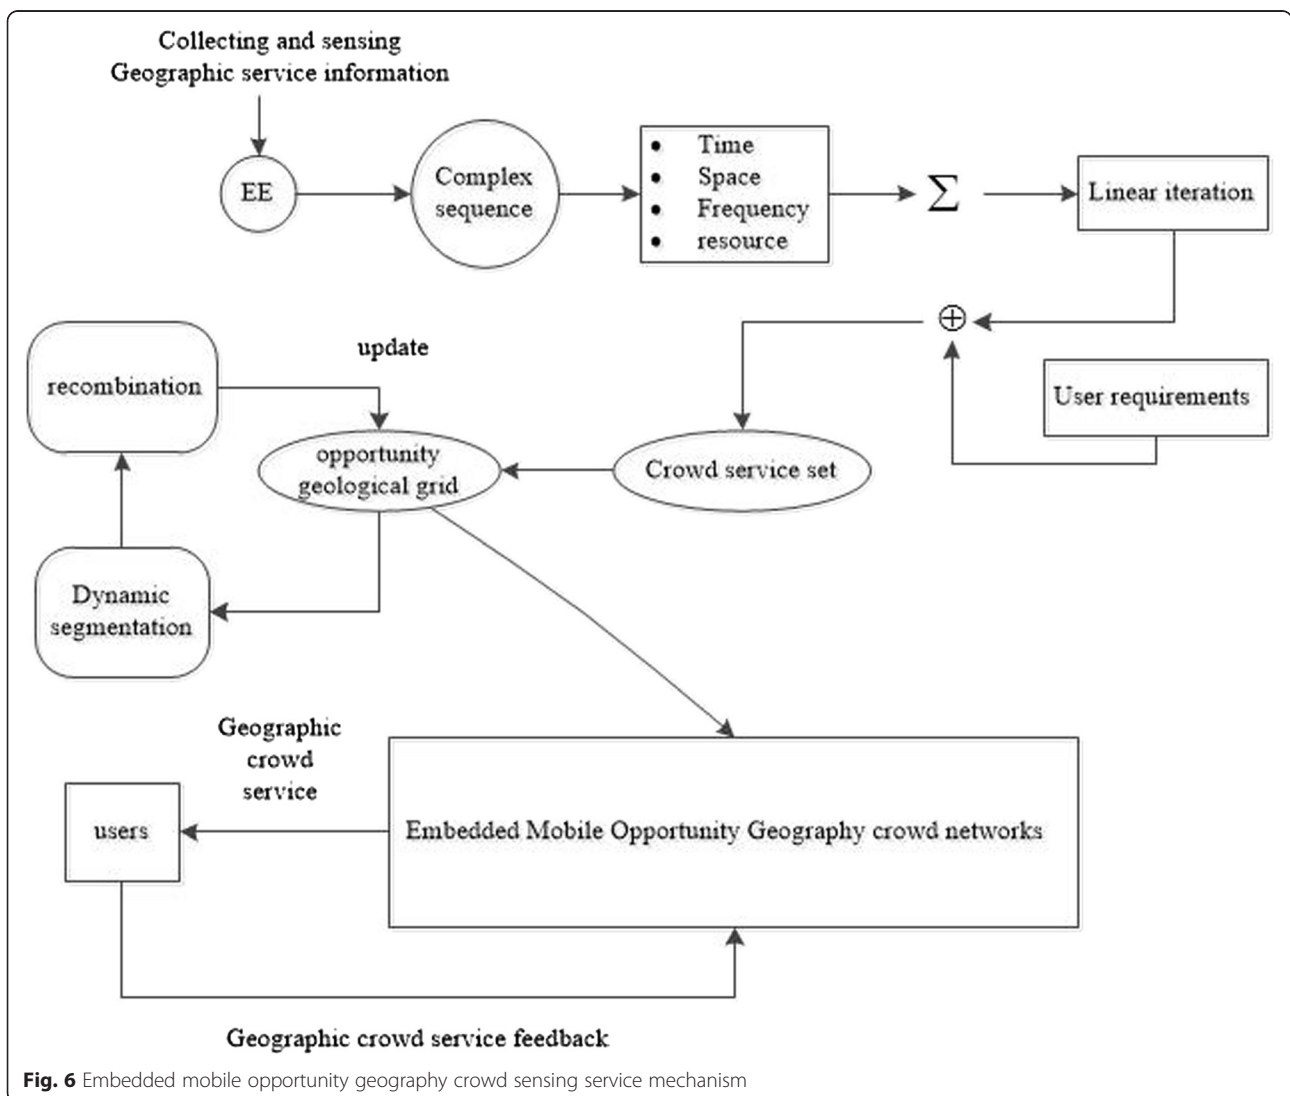 Collecting and sensing
Geographic service information
EE
Complex
sequence
• Time
• Space
• Frequency
• resource
Σ
Linear iteration
⊕
update
recombination
User requirements
opportunity
geological grid
Crowd service set
Dynamic
segmentation
Geographic
crowd
service
users
Embedded Mobile Opportunity Geography crowd networks
Geographic crowd service feedback
Fig. 6 Embedded mobile opportunity geography crowd sensing service mechanism